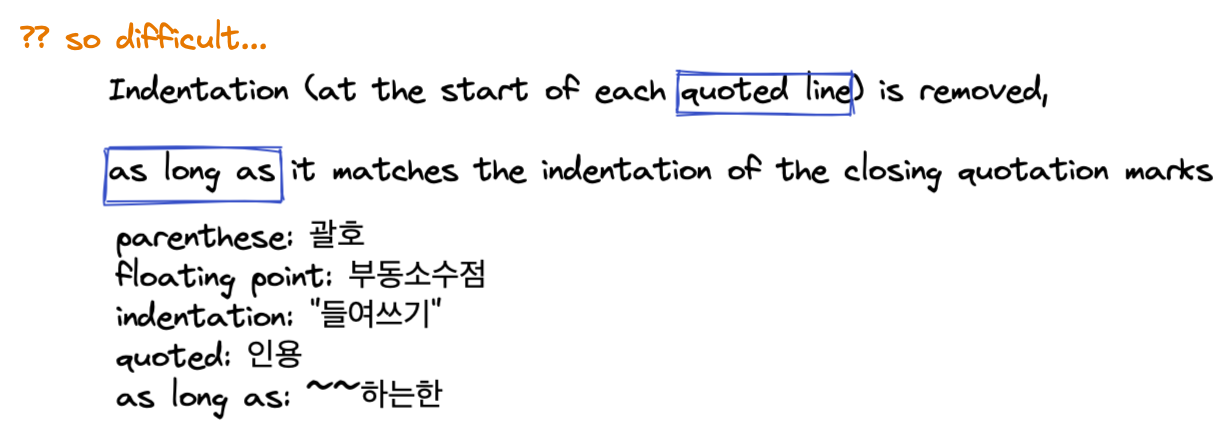 ?? so difficult...
Indentation (at the start of each quoted line) is removed,
as long as it matches the indentation of the closing quotation marks
parenthese: 괄호
floating point: 부동소수점
indentation: "들여쓰기"
quoted: 인용
as long as: ~~하는한